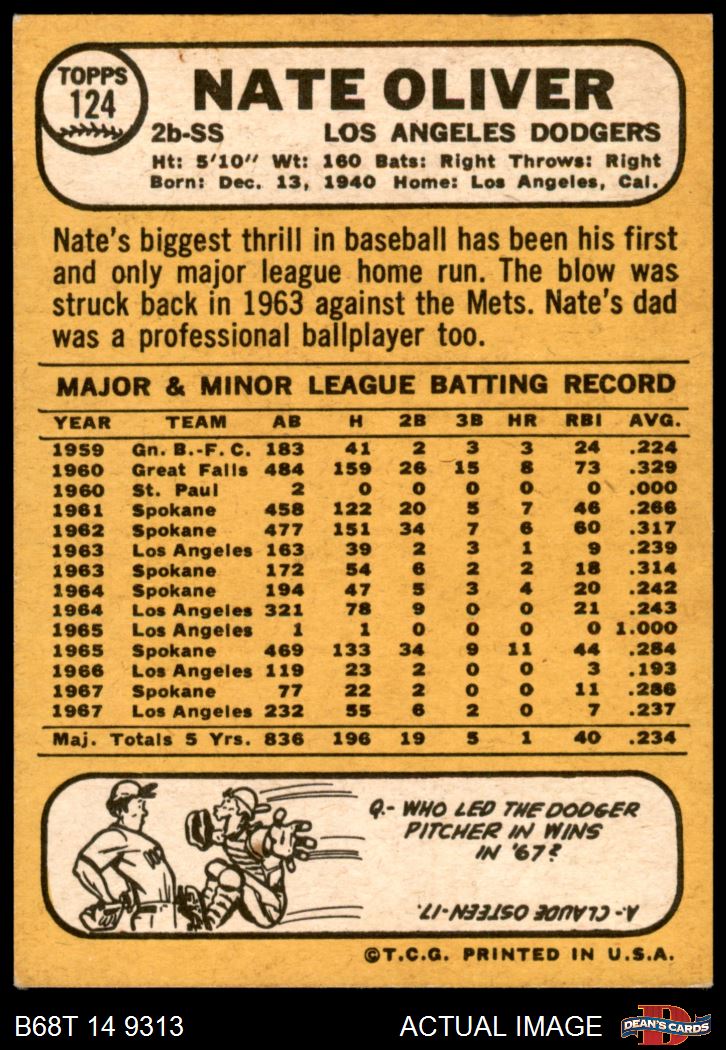 TOPPS
124
NATE OLIVER
2b-SS LOS ANGELES DODGERS
Ht: 5'10" Wt: 160 Bats: Right Throws: Right
Born: Dec. 13, 1940 Home: Los Angeles, Cal.
Nate's biggest thrill in baseball has been his first
and only major league home run. The blow was
struck back in 1963 against the Mets. Nate's dad
was a professional ballplayer too.
MAJOR & MINOR LEAGUE BATTING RECORD
YEAR TEAM AB H 2B 3B HR RBI AVG.
1959 Gn. B.-F. C. 183 41 2 3 3 24 .224
1960 Great Falls 484 159 26 15 8 73 .329
1960 St. Paul 2 0 0 0 0 0 .000
1961 Spokane 458 122 20 5 7 46 .266
1962 Spokane 477 151 34 7 6 60 .317
1963 Los Angeles 163 39 2 3 1 9 .239
1963 Spokane 172 54 6 2 2 18 .314
1964 Spokane 194 47 5 3 4 20 .242
1964 Los Angeles 321 78 9 0 0 21 .243
1965 Los Angeles 1 1 0 0 0 0 1.000
1965 Spokane 469 133 34 9 11 44 .284
1966 Los Angeles 119 23 2 0 0 3 .193
1967 Spokane 77 22 2 0 0 11 .286
1967 Los Angeles 232 55 6 2 0 7 .237
Maj. Totals 5 Yrs. 836 196 19 5 1 40 .234
Q.- WHO LED THE DODGER
PITCHER IN WINS
IN '67?
A.- CLAUDE OSTEEN-17.
©T.C.G. PRINTED IN U.S.A.
B68T 14 9313 ACTUAL IMAGE
D
DEAN'S CARDS